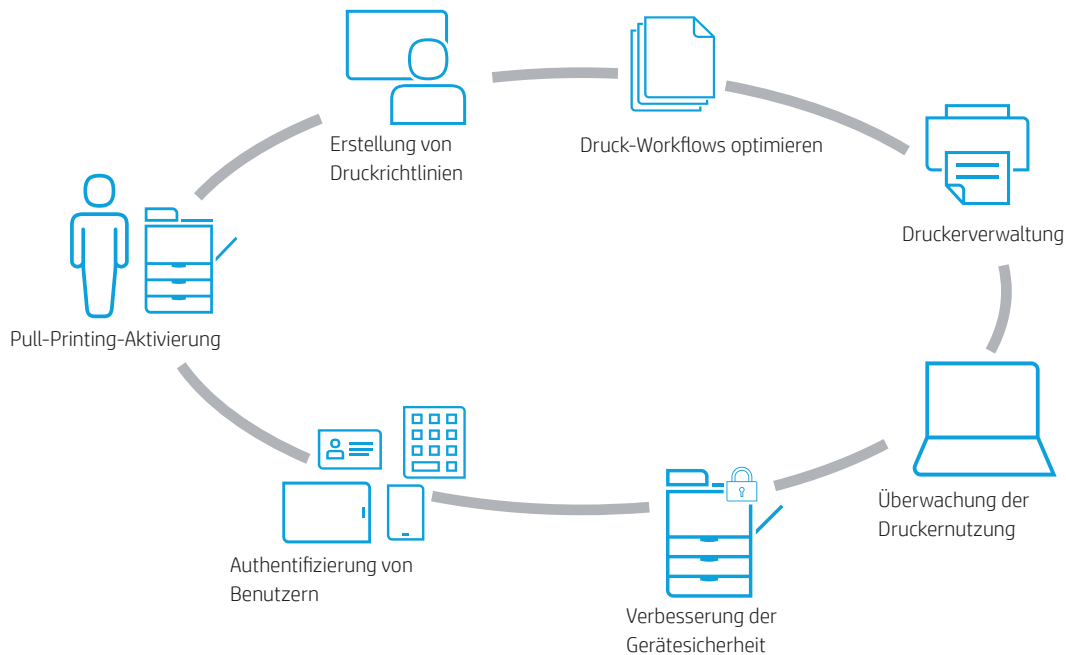 Erstellung von
Druckrichtlinien
Druck-Workflows optimieren
Druckerverwaltung
Pull-Printing-Aktivierung
Überwachung der
Druckernutzung
Authentifizierung von
Benutzern
Verbesserung der
Gerätesicherheit